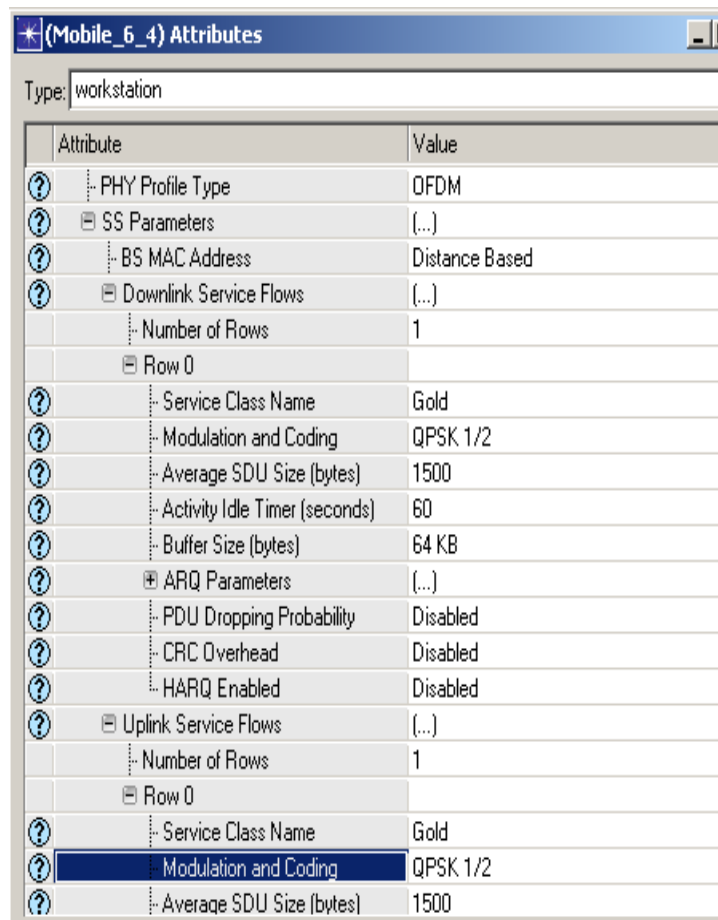 (Mobile_6_4) Attributes
Type: workstation
Attribute Value
PHY Profile Type OFDM
SS Parameters (...)
BS MAC Address Distance Based
Downlink Service Flows (...)
Number of Rows 1
Row 0
Service Class Name Gold
Modulation and Coding QPSK 1/2
Average SDU Size (bytes) 1500
Activity Idle Timer (seconds) 60
Buffer Size (bytes) 64 KB
ARQ Parameters (...)
PDU Dropping Probability Disabled
CRC Overhead Disabled
HARQ Enabled Disabled
Uplink Service Flows (...)
Number of Rows 1
Row 0
Service Class Name Gold
Modulation and Coding QPSK 1/2
Average SDU Size (bytes) 1500